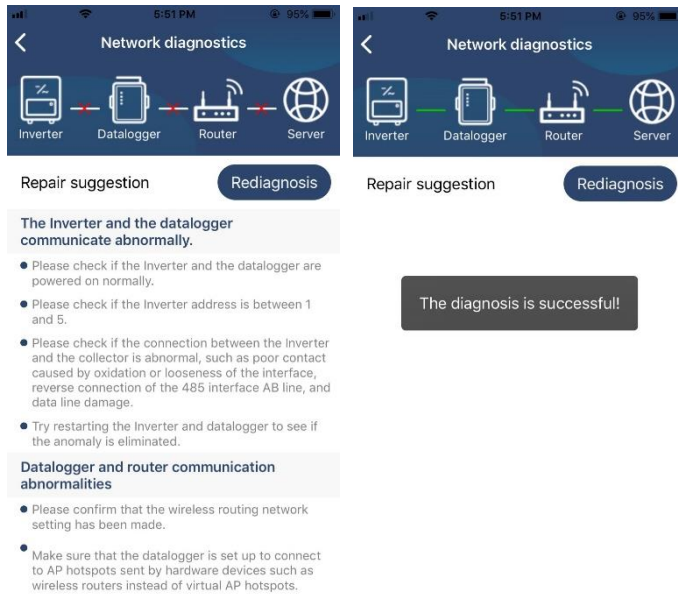 5:51 PM
95%
Network diagnostics
Inverter
Datalogger
Router
Server
Repair suggestion
Rediagnosis
The Inverter and the datalogger
communicate abnormally.
Please check if the Inverter and the datalogger are
powered on normally.
Please check if the Inverter address is between 1
and 5.
Please check if the connection between the Inverter
and the collector is abnormal, such as poor contact
caused by oxidation or looseness of the interface,
reverse connection of the 485 interface AB line, and
data line damage.
Try restarting the Inverter and datalogger to see if
the anomaly is eliminated.
Datalogger and router communication
abnormalities
Please confirm that the wireless routing network
setting has been made.
Make sure that the datalogger is set up to connect
to AP hotspots sent by hardware devices such as
wireless routers instead of virtual AP hotspots.
5:51 PM
95%
Network diagnostics
Inverter
Datalogger
Router
Server
Repair suggestion
Rediagnosis
The diagnosis is successful!